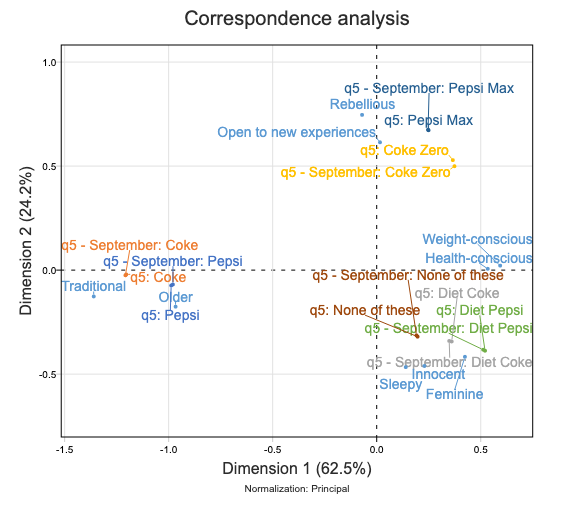 Correspondence analysis
1.0
q5 - September: Pepsi Max
Rebellious
q5: Pepsi Max
Open to new experiences
q5: Coke Zero
0.5
q5 - September: Coke Zero
Weight-conscious
q5 - September: Coke
Health-conscious
q5 - September: Pepsi
0.0
q5: Coke
q5 - September: None of these
Traditional
q5: Diet Coke
Older
q5: None of these
q5: Diet Pepsi
q5: Pepsi
q5 - September: Diet Pepsi
q5 - September: Diet Coke
-0.5
Innocent
Sleepy
Feminine
Dimension 2 (24.2%)
-1.5
-1.0
-0.5
0.0
0.5
Dimension 1 (62.5%)
Normalization: Principal